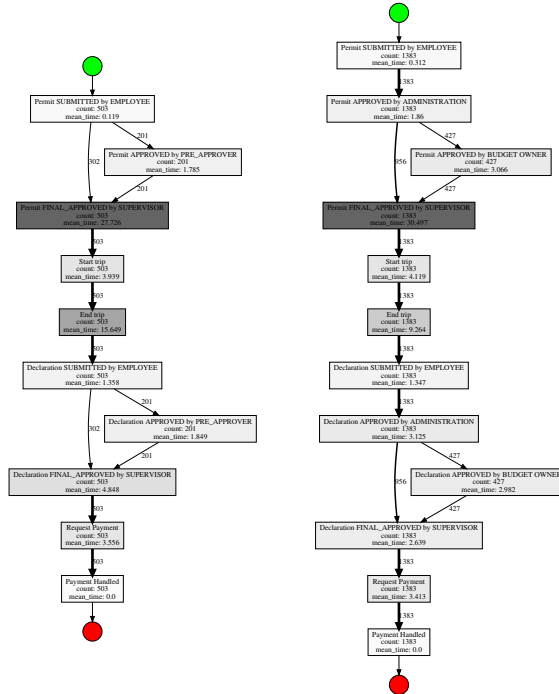 Permit SUBMITTED by EMPLOYEE
count: 503
mean_time: 0.119
201
302
Permit APPROVED by PRE_APPROVER
count: 201
mean_time: 1.785
201
Permit FINAL_APPROVED by SUPERVISOR
count: 503
mean_time: 27.726
503
Start trip
count: 503
mean_time: 3.939
503
End trip
count: 503
mean_time: 15.649
503
Declaration SUBMITTED by EMPLOYEE
count: 503
mean_time: 1.358
201
302
Declaration APPROVED by PRE_APPROVER
count: 201
mean_time: 1.849
201
Declaration FINAL_APPROVED by SUPERVISOR
count: 503
mean_time: 4.848
503
Request Payment
count: 503
mean_time: 3.556
503
Payment Handled
count: 503
mean_time: 0.0
Permit SUBMITTED by EMPLOYEE
count: 1383
mean_time: 0.312
1383
Permit APPROVED by ADMINISTRATION
count: 1383
mean_time: 1.86
427
956
Permit APPROVED by BUDGET OWNER
count: 427
mean_time: 3.066
427
Permit FINAL_APPROVED by SUPERVISOR
count: 1383
mean_time: 30.497
1383
Start trip
count: 1383
mean_time: 4.119
1383
End trip
count: 1383
mean_time: 9.264
1383
Declaration SUBMITTED by EMPLOYEE
count: 1383
mean_time: 1.347
1383
Declaration APPROVED by ADMINISTRATION
count: 1383
mean_time: 3.125
427
956
Declaration APPROVED by BUDGET OWNER
count: 427
mean_time: 2.982
427
Declaration FINAL_APPROVED by SUPERVISOR
count: 1383
mean_time: 2.639
1383
Request Payment
count: 1383
mean_time: 3.413
1383
Payment Handled
count: 1383
mean_time: 0.0